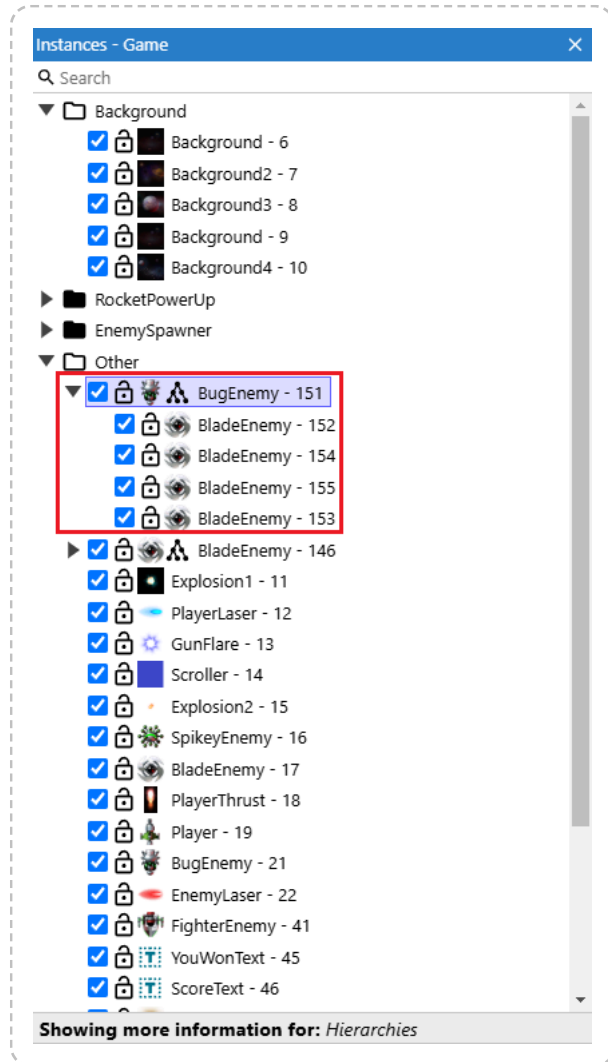 Instances - Game
Search
Background
Background - 6
Background2 - 7
Background3 - 8
Background - 9
Background4 - 10
RocketPowerUp
EnemySpawner
Other
BugEnemy - 151
BladeEnemy - 152
BladeEnemy - 154
BladeEnemy - 155
BladeEnemy - 153
BladeEnemy - 146
Explosion1 - 11
PlayerLaser - 12
GunFlare - 13
Scroller - 14
Explosion2 - 15
SpikeyEnemy - 16
BladeEnemy - 17
PlayerThrust - 18
Player - 19
BugEnemy - 21
EnemyLaser - 22
FighterEnemy - 41
YouWonText - 45
ScoreText - 46
Showing more information for: Hierarchies